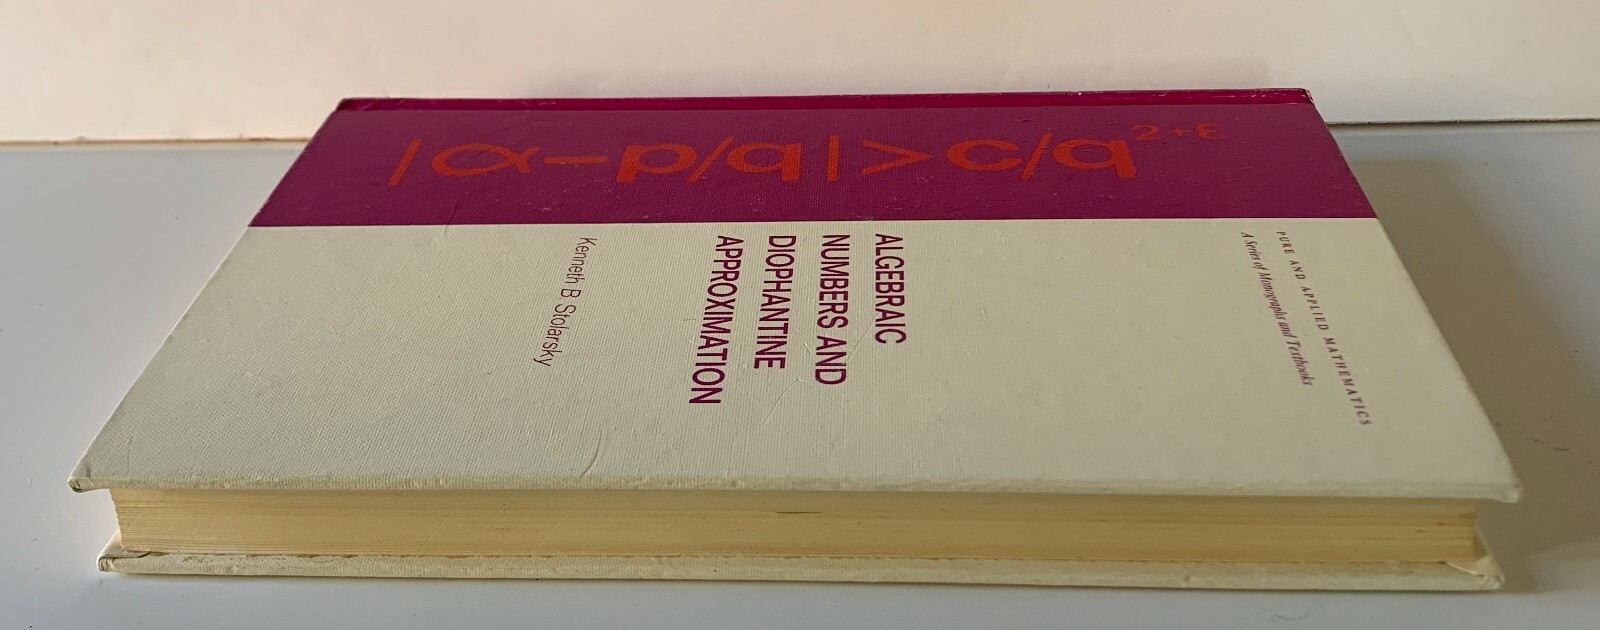 |α-p/q|>c/q^{2+ε}
PURE AND APPLIED MATHEMATICS
A Series of Monographs and Textbooks
ALGEBRAIC
NUMBERS AND
DIOPHANTINE
APPROXIMATION
Kenneth B Stolarsky